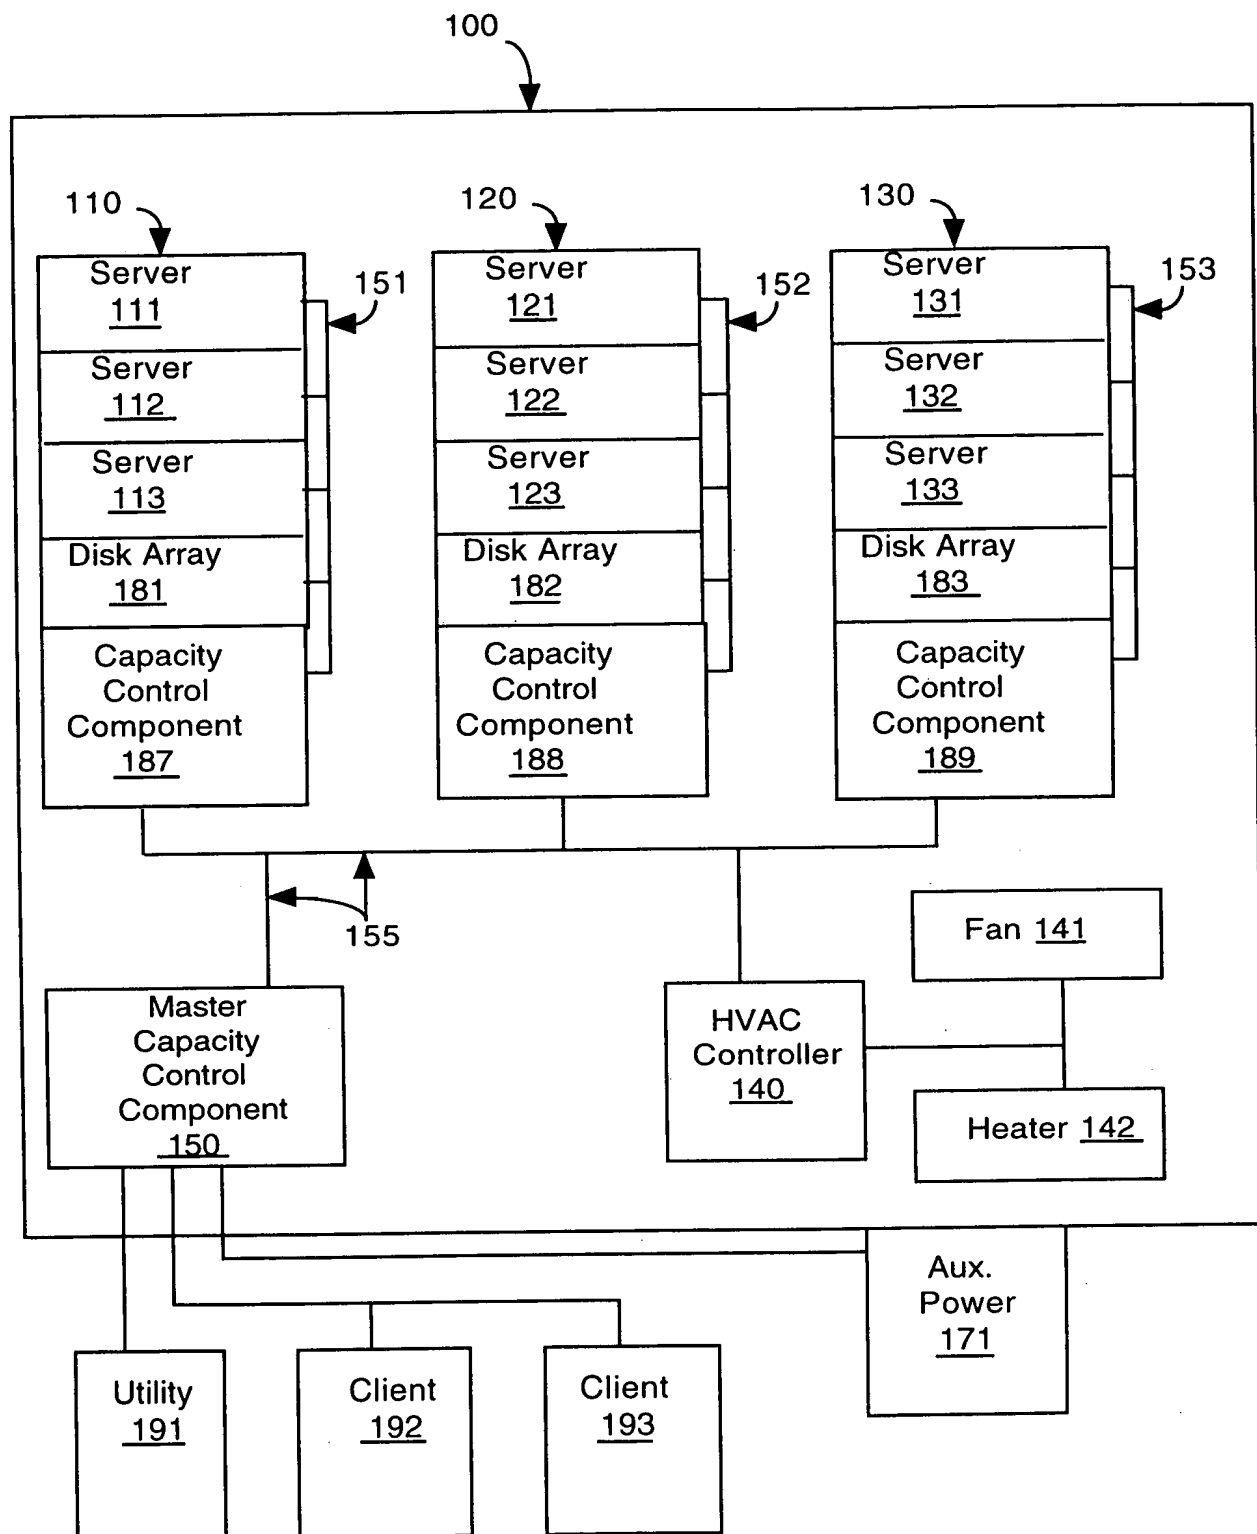 100
110
120
130
Server
111
Server
112
Server
113
Disk Array
181
Capacity
Control
Component
187
151
Server
121
Server
122
Server
123
Disk Array
182
Capacity
Control
Component
188
152
Server
131
Server
132
Server
133
Disk Array
183
Capacity
Control
Component
189
153
155
Master
Capacity
Control
Component
150
HVAC
Controller
140
Fan 141
Heater 142
Aux.
Power
171
Utility
191
Client
192
Client
193